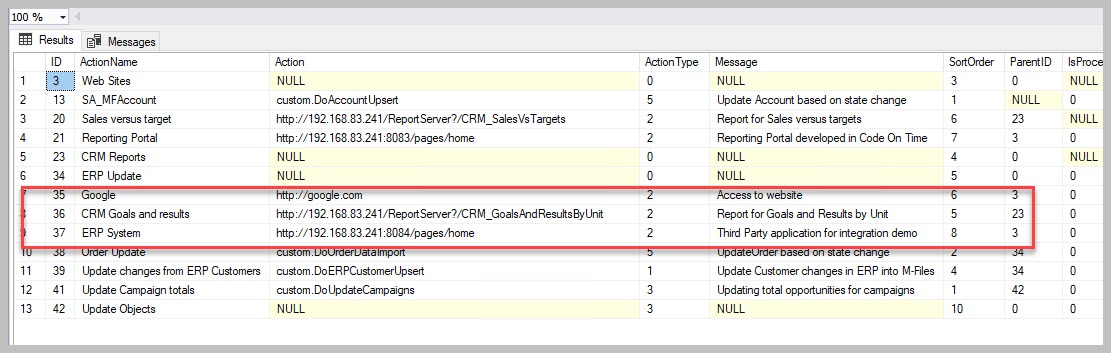 100 %
Results Messages
ID ActionName Action ActionType Message SortOrder ParentID IsProce
1 3 Web Sites NULL 0 NULL 3 0 NULL
2 13 SA_MFAccount custom.DoAccountUpsert 5 Update Account based on state change 1 NULL 0
3 20 Sales versus target http://192.168.83.241/ReportServer?/CRM_SalesVsTargets 2 Report for Sales versus targets 6 23 NULL
4 21 Reporting Portal http://192.168.83.241:8083/pages/home 2 Reporting Portal developed in Code On Time 7 3 0
5 23 CRM Reports NULL 0 NULL 4 0 NULL
6 34 ERP Update NULL 0 NULL 5 0 0
7 35 Google http://google.com 2 Access to website 6 3 0
8 36 CRM Goals and results http://192.168.83.241/ReportServer?/CRM_GoalsAndResultsByUnit 2 Report for Goals and Results by Unit 5 23 0
9 37 ERP System http://192.168.83.241:8084/pages/home 2 Third Party application for integration demo 8 3 0
10 38 Order Update custom.DoOrderDataImport 5 UpdateOrder based on state change 2 34 0
11 39 Update changes from ERP Customers custom.DoERPCustomerUpsert 1 Update Customer changes in ERP into M-Files 4 34 0
12 41 Update Campaign totals custom.DoUpdateCampaigns 3 Updating total opportunities for campaigns 1 42 0
13 42 Update Objects NULL 3 NULL 10 0 0